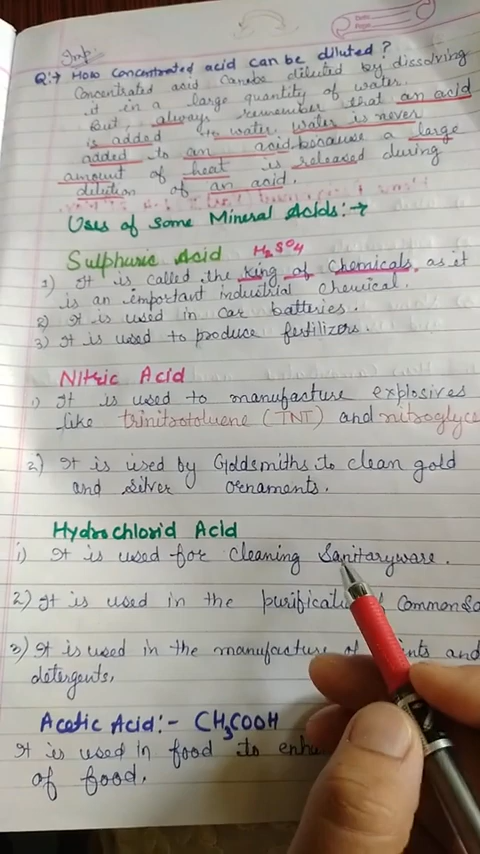 Imp:
Q:→ How concentrated acid can be diluted?
Concentrated acid can be diluted by dissolving
it in a large quantity of water.
But, always remember that an acid
is added to water, water is never
added to an acid because a large
amount of heat is released during
dilution of an acid.
Uses of Some Mineral Acids:→
Sulphuric Acid H₂SO₄
1) It is called the king of chemicals as it
is an important industrial chemical.
2) It is used in car batteries.
3) It is used to produce fertilizers.
Nitric Acid
1) It is used to manufacture explosives
like trinitrotoluene (TNT) and nitroglyce
2) It is used by Goldsmiths to clean gold
and silver ornaments.
Hydrochlorid Acid
1) It is used for cleaning Sanitaryware.
2) It is used in the purificati Common Sa
3) It is used in the manufacture of ints and
detergents,
Acetic Acid:- CH₃COOH
It is used in food to enh
of food.